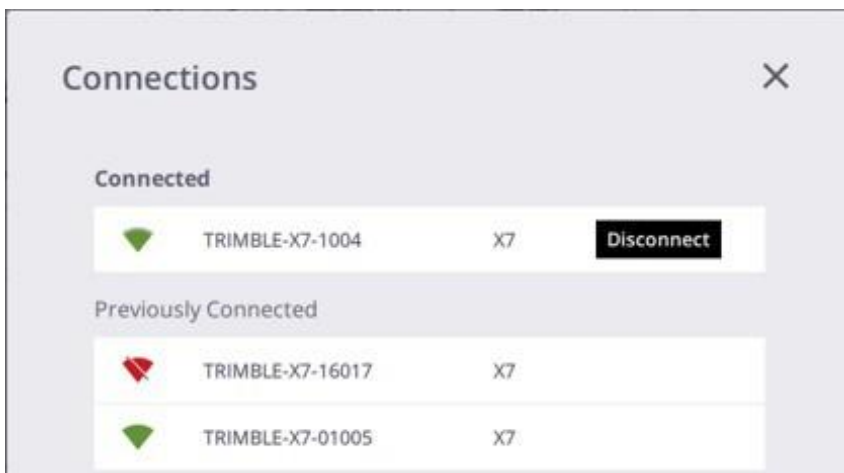 Connections
Connected
TRIMBLE-X7-1004 X7 Disconnect
Previously Connected
TRIMBLE-X7-16017 X7
TRIMBLE-X7-01005 X7